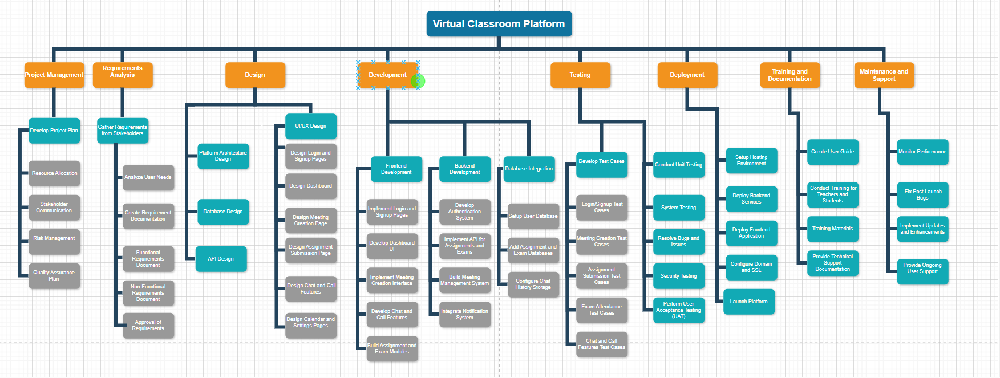 Virtual Classroom Platform
Project Management
Requirements
Analysis
Design
Development
Testing
Deployment
Training and
Documentation
Maintenance and
Support
Develop Project Plan
Resource Allocation
Stakeholder
Communication
Risk Management
Quality Assurance
Plan
Gather Requirements
from Stakeholders
Analyze User Needs
Create Requirement
Documentation
Functional
Requirements
Document
Non-Functional
Requirements
Document
Approval of
Requirements
Platform Architecture
Design
Database Design
API Design
UI/UX Design
Design Login and
Signup Pages
Design Dashboard
Design Meeting
Creation Page
Design Assignment
Submission Page
Design Chat and Call
Features
Design Calendar and
Settings Pages
Frontend
Development
Implement Login and
Signup Pages
Develop Dashboard
UI
Implement Meeting
Creation Interface
Develop Chat and
Call Features
Build Assignment and
Exam Modules
Backend
Development
Develop
Authentication
System
Implement API for
Assignments and
Exams
Build Meeting
Management System
Integrate Notification
System
Database Integration
Setup User Database
Add Assignment and
Exam Databases
Configure Chat
History Storage
Develop Test Cases
Login/Signup Test
Cases
Meeting Creation Test
Cases
Assignment
Submission Test
Cases
Exam Attendance
Test Cases
Chat and Call
Features Test Cases
Conduct Unit Testing
System Testing
Resolve Bugs and
Issues
Security Testing
Perform User
Acceptance Testing
(UAT)
Setup Hosting
Environment
Deploy Backend
Services
Deploy Frontend
Application
Configure Domain
and SSL
Launch Platform
Create User Guide
Conduct Training for
Teachers and
Students
Training Materials
Provide Technical
Support
Documentation
Monitor Performance
Fix Post-Launch
Bugs
Implement Updates
and Enhancements
Provide Ongoing
User Support